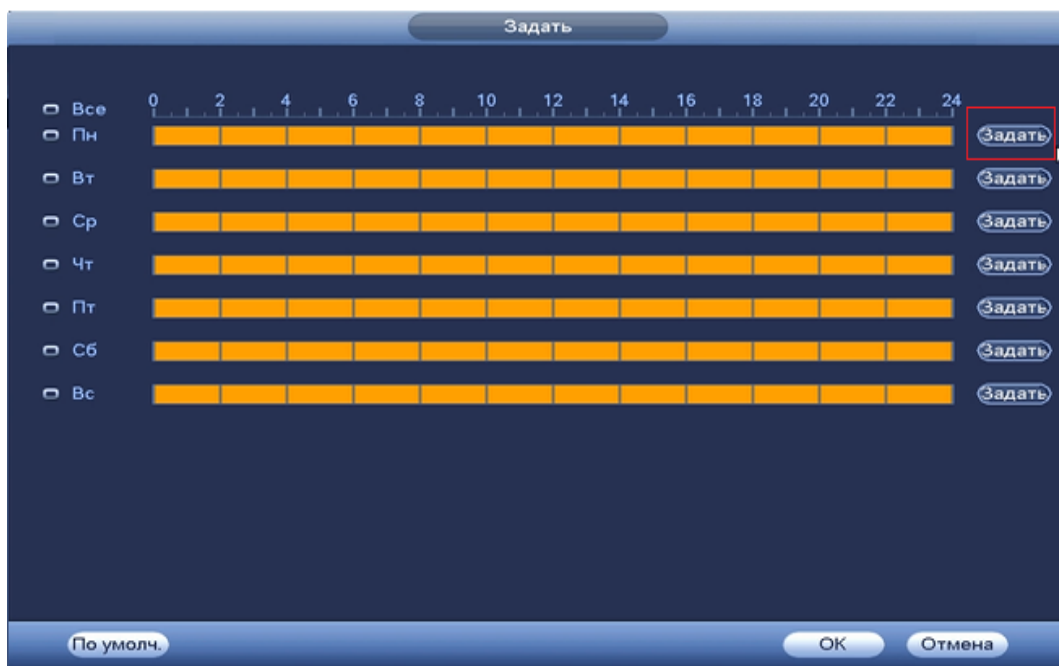 Задать
0 2 4 6 8 10 12 14 16 18 20 22 24
Все
Пн Задать
Вт Задать
Ср Задать
Чт Задать
Пт Задать
Сб Задать
Вс Задать
По умолч. OK Отмена